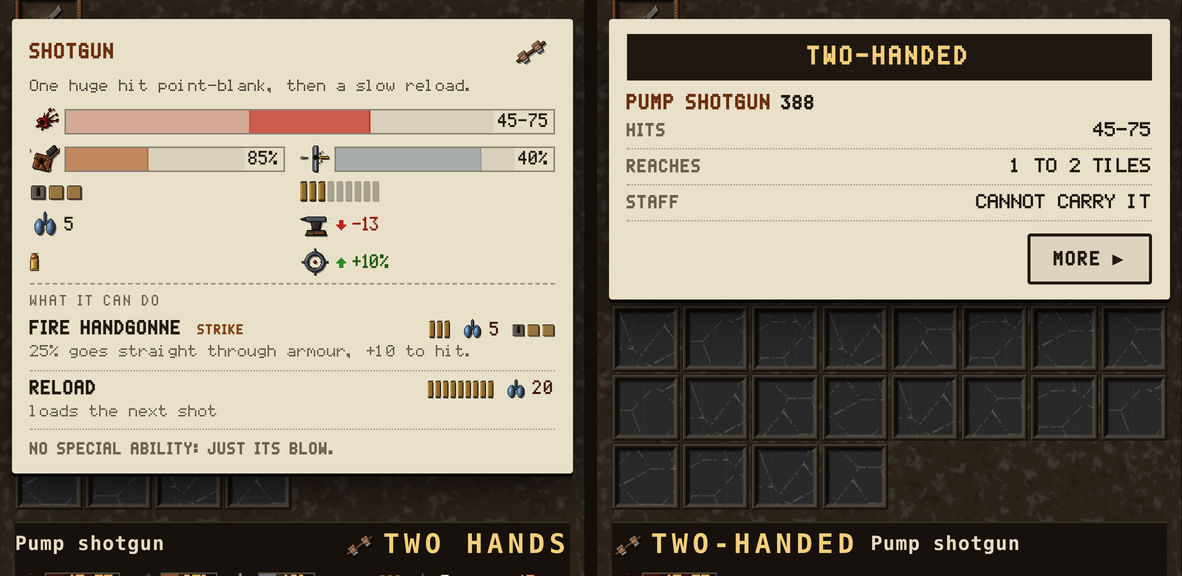 SHOTGUN
One huge hit point-blank, then a slow reload.
45-75
85% 40%
5 -13
+10%
WHAT IT CAN DO
FIRE HANDGONNE STRIKE 5
25% goes straight through armour, +10 to hit.
RELOAD 20
loads the next shot
NO SPECIAL ABILITY: JUST ITS BLOW.
Pump shotgun TWO HANDS
TWO-HANDED
PUMP SHOTGUN 388
HITS 45-75
REACHES 1 TO 2 TILES
STAFF CANNOT CARRY IT
MORE ▶
TWO-HANDED Pump shotgun